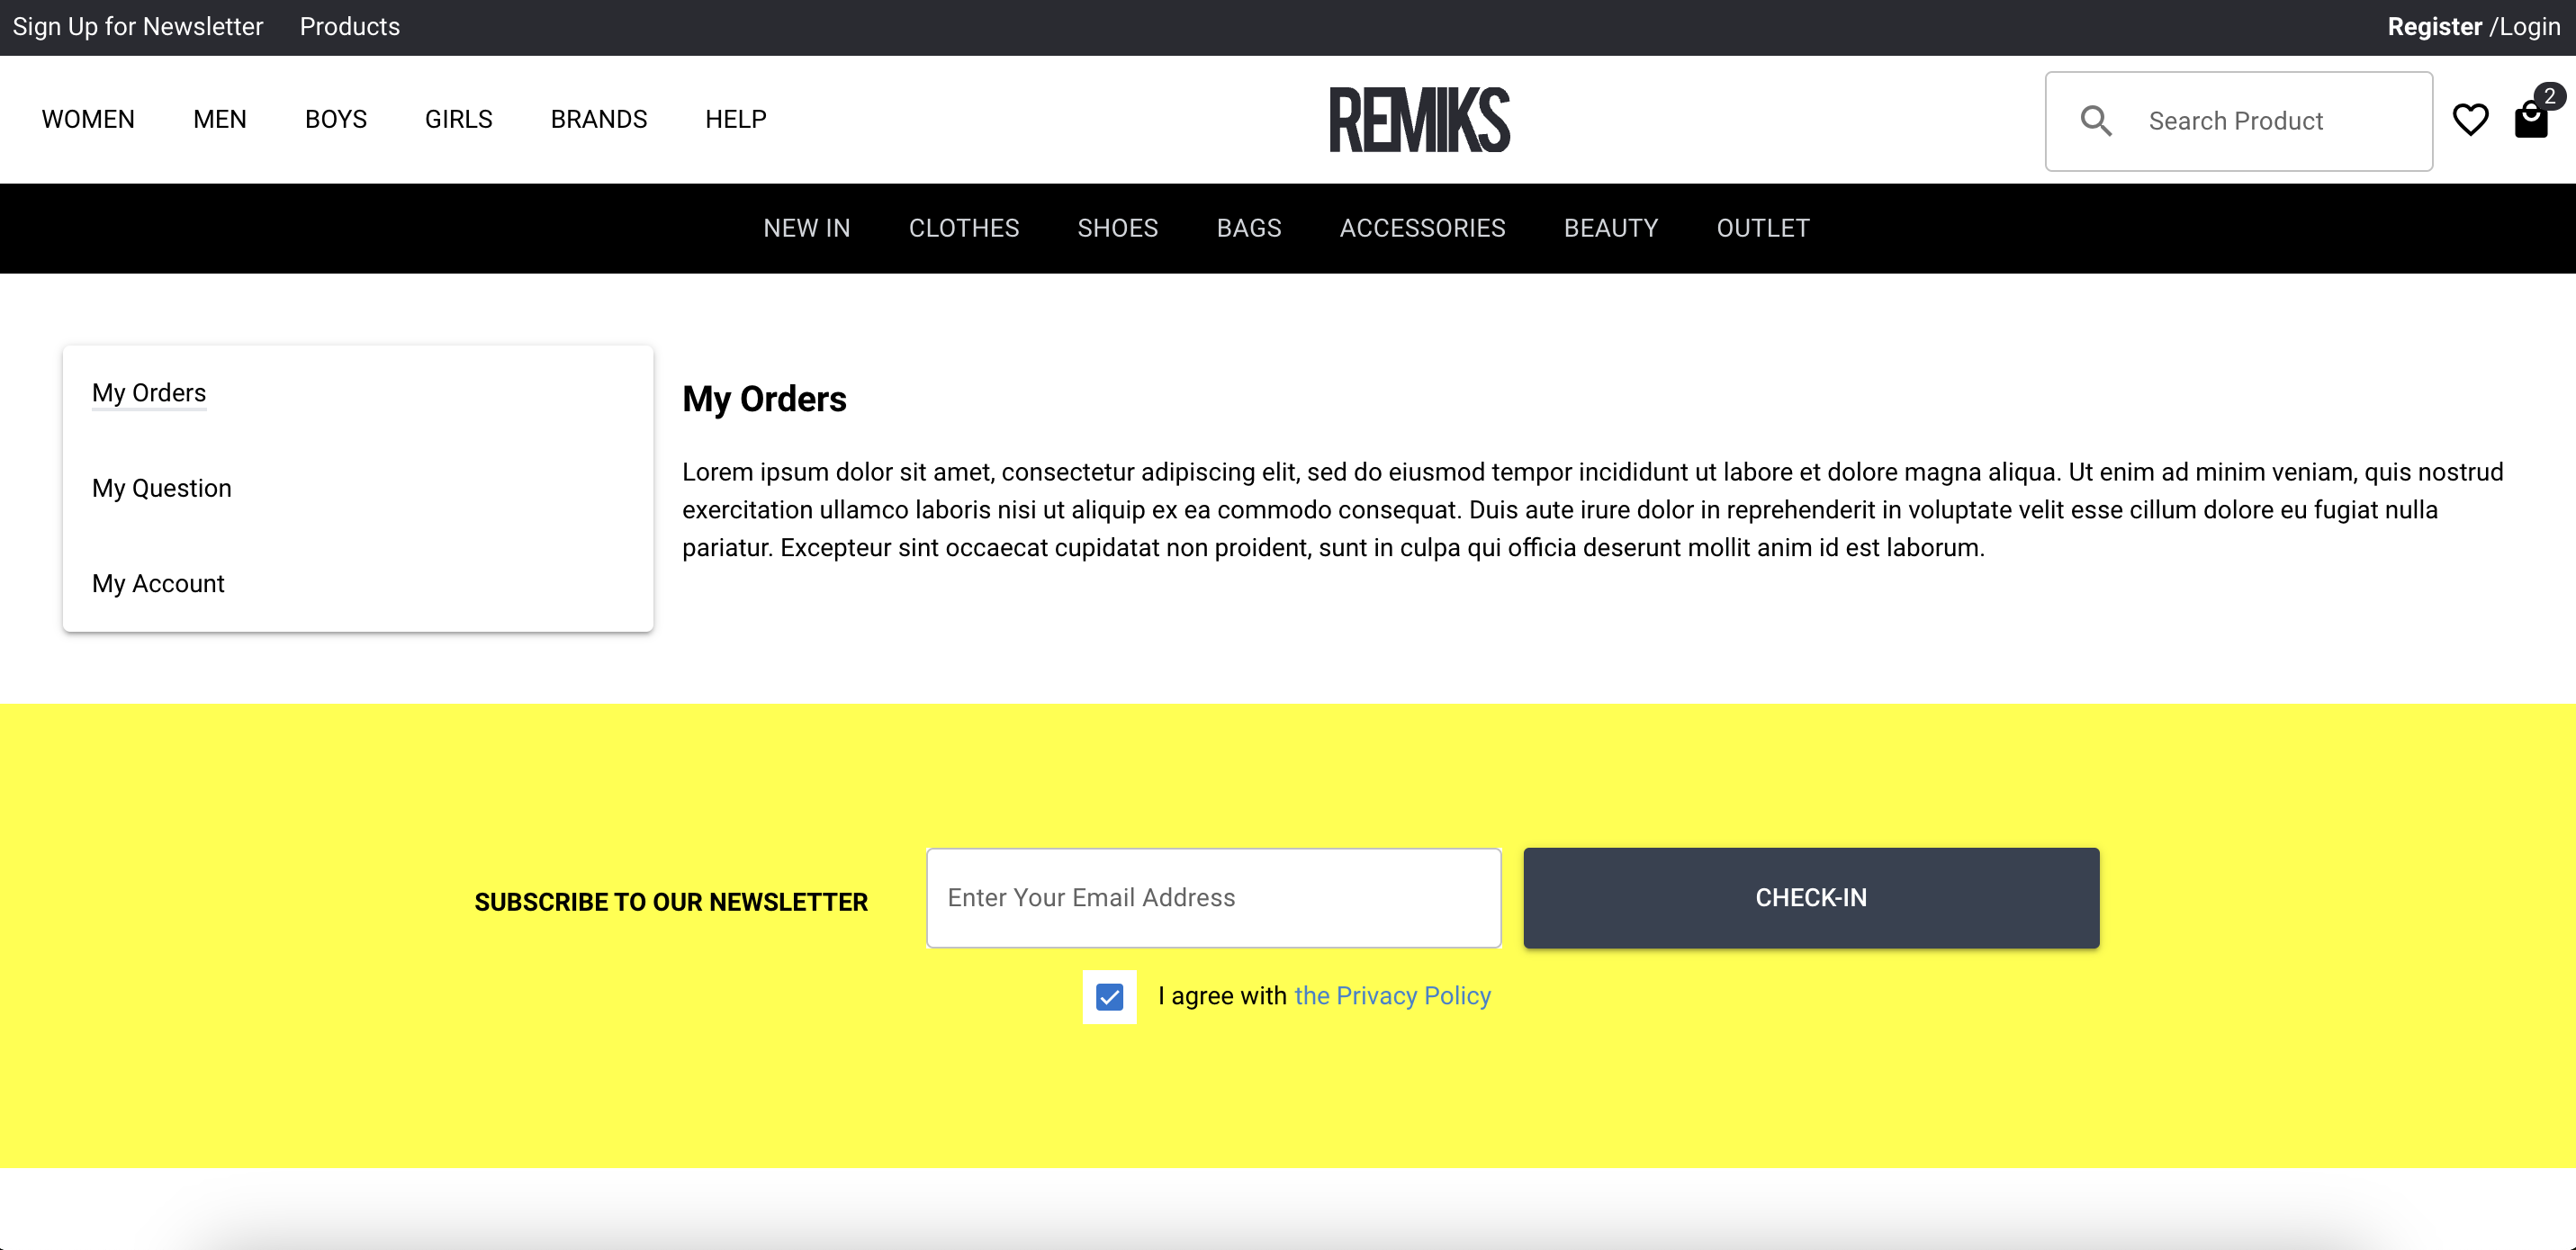 Sign Up for Newsletter Products Register /Login
WOMEN MEN BOYS GIRLS BRANDS HELP REMIKS Search Product 2
NEW IN CLOTHES SHOES BAGS ACCESSORIES BEAUTY OUTLET
My Orders
My Question
My Account
My Orders
Lorem ipsum dolor sit amet, consectetur adipiscing elit, sed do eiusmod tempor incididunt ut labore et dolore magna aliqua. Ut enim ad minim veniam, quis nostrud
exercitation ullamco laboris nisi ut aliquip ex ea commodo consequat. Duis aute irure dolor in reprehenderit in voluptate velit esse cillum dolore eu fugiat nulla
pariatur. Excepteur sint occaecat cupidatat non proident, sunt in culpa qui officia deserunt mollit anim id est laborum.
SUBSCRIBE TO OUR NEWSLETTER Enter Your Email Address CHECK-IN
I agree with the Privacy Policy